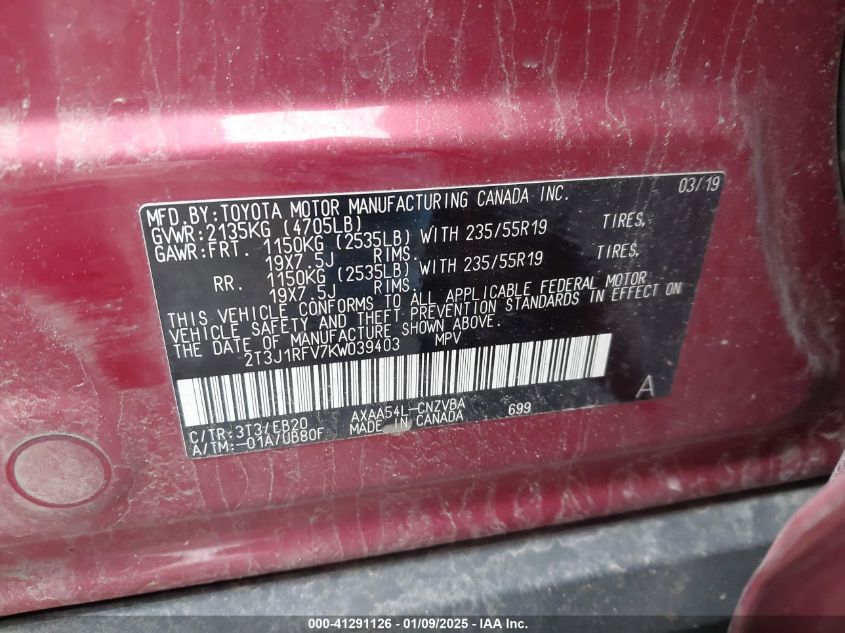 MFD.BY:TOYOTA MOTOR MANUFACTURING CANADA INC. 03/19
GVWR:2135KG (4705LB)
GAWR:FRT. 1150KG (2535LB) WITH 235/55R19 TIRES,
19X7.5J RIMS.
RR. 1150KG (2535LB) WITH 235/55R19 TIRES,
19X7.5J RIMS.
THIS VEHICLE CONFORMS TO ALL APPLICABLE FEDERAL MOTOR
VEHICLE SAFETY AND THEFT PREVENTION STANDARDS IN EFFECT ON
THE DATE OF MANUFACTURE SHOWN ABOVE.
2T3J1RFV7KW039403 MPV
A
C/TR:3T3/EB20 AXAA54L-CNZVBA 699
A/TM:-01A/UB80F MADE IN CANADA
000-41291126 - 01/09/2025 - IAAI, Inc.